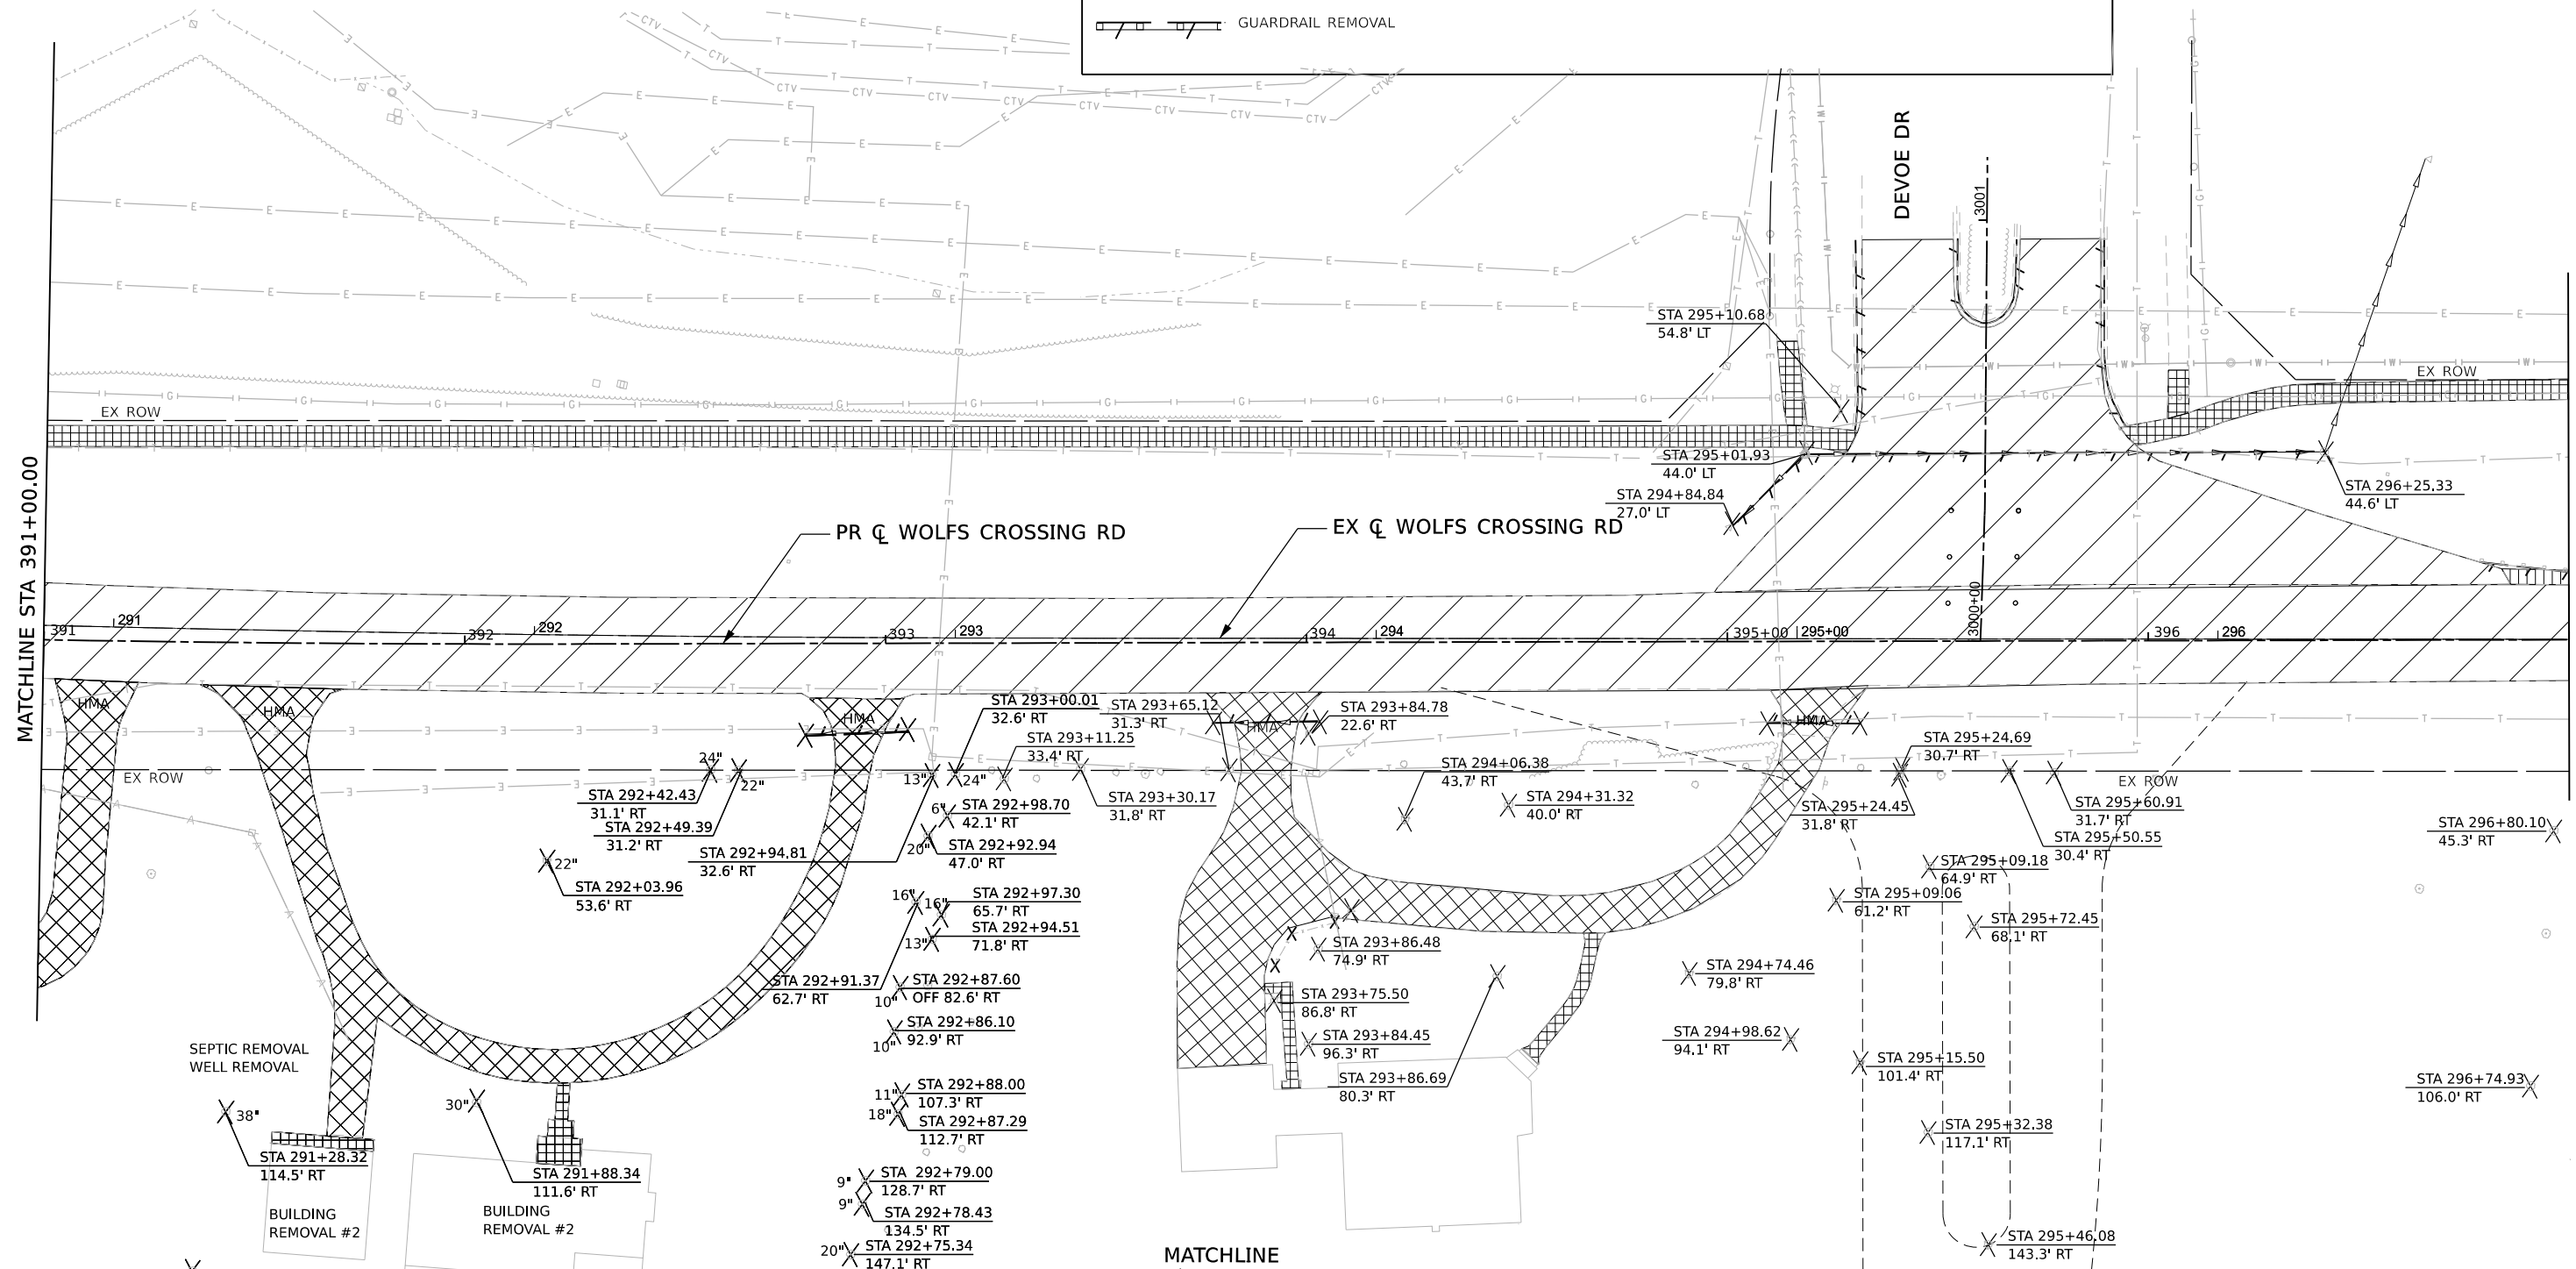 GUARDRAIL REMOVAL
DEVOE DR
3001
STA 295+10.68
54.8' LT
EX ROW
EX ROW
STA 295+01.93
44.0' LT
STA 294+84.84
27.0' LT
STA 296+25.33
44.6' LT
MATCHLINE STA 391+00.00
PR ℄ WOLFS CROSSING RD
EX ℄ WOLFS CROSSING RD
3000+00
391
291
392
292
393
293
394
294
395+00
295+00
396
296
HMA
HMA
HMA
HMA
HMA
STA 293+00.01
32.6' RT
STA 293+65.12
31.3' RT
STA 293+84.78
22.6' RT
STA 293+11.25
33.4' RT
STA 295+24.69
30.7' RT
EX ROW
EX ROW
24"
22"
13"
24"
STA 294+06.38
43.7' RT
STA 292+42.43
31.1' RT
STA 293+30.17
31.8' RT
STA 294+31.32
40.0' RT
STA 295+24.45
31.8' RT
STA 295+60.91
31.7' RT
6"
STA 292+98.70
42.1' RT
STA 292+49.39
31.2' RT
STA 295+50.55
30.4' RT
STA 296+80.10
45.3' RT
20"
STA 292+92.94
47.0' RT
STA 292+94.81
32.6' RT
22"
STA 292+03.96
53.6' RT
STA 295+09.18
64.9' RT
16"
16"
STA 292+97.30
65.7' RT
STA 295+09.06
61.2' RT
13"
STA 292+94.51
71.8' RT
STA 295+72.45
68.1' RT
STA 293+86.48
74.9' RT
STA 292+91.37
62.7' RT
10"
STA 292+87.60
OFF 82.6' RT
STA 294+74.46
79.8' RT
STA 293+75.50
86.8' RT
10"
STA 292+86.10
92.9' RT
STA 293+84.45
96.3' RT
STA 294+98.62
94.1' RT
SEPTIC REMOVAL
WELL REMOVAL
STA 295+15.50
101.4' RT
STA 293+86.69
80.3' RT
STA 296+74.93
106.0' RT
38"
30"
11"
STA 292+88.00
107.3' RT
18"
STA 292+87.29
112.7' RT
STA 295+32.38
117.1' RT
STA 291+28.32
114.5' RT
STA 291+88.34
111.6' RT
9"
STA 292+79.00
128.7' RT
9"
STA 292+78.43
134.5' RT
BUILDING
REMOVAL #2
BUILDING
REMOVAL #2
20"
STA 292+75.34
147.1' RT
MATCHLINE
STA 295+46.08
143.3' RT